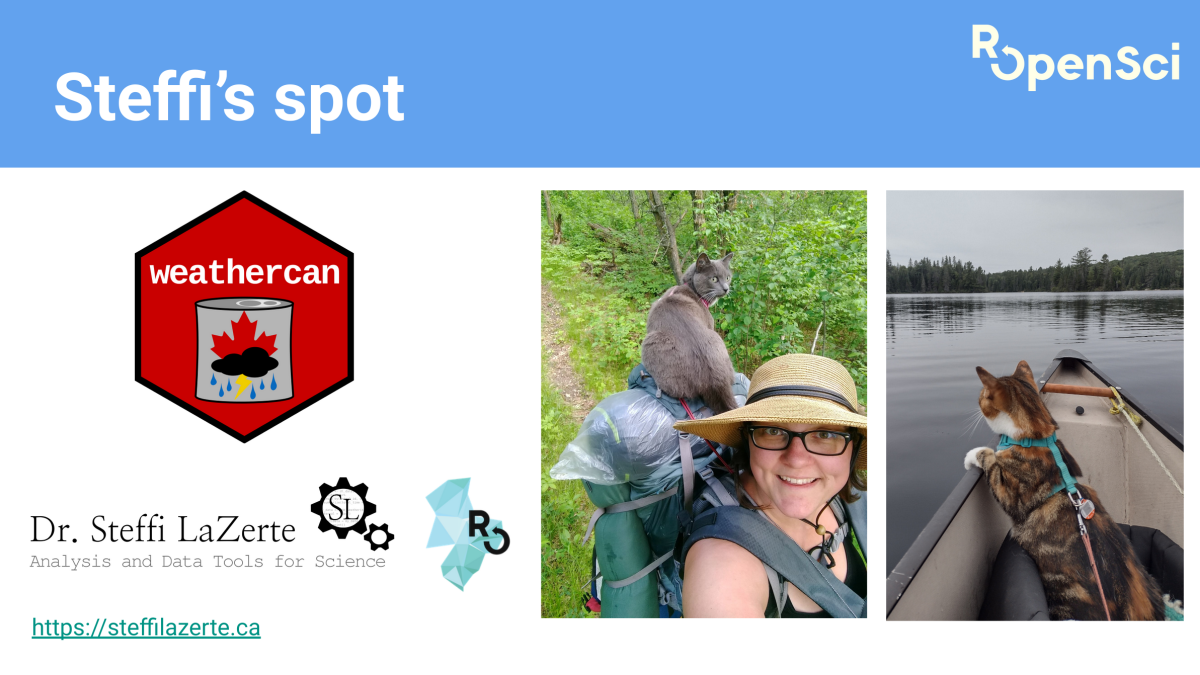 Steffi’s spot
ROpenSci
weathercan
Dr. Steffi LaZerte
SL
Analysis and Data Tools for Science
R
https://steffilazerte.ca